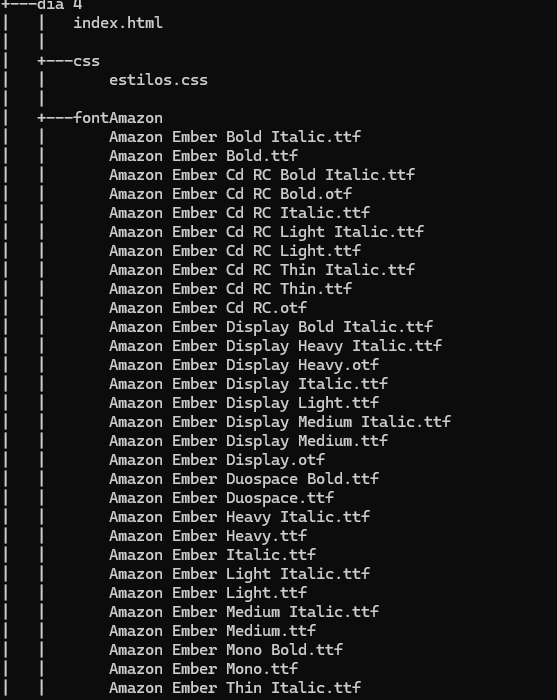 +---dia 4
|   |   index.html
|   |
|   +---css
|   |       estilos.css
|   |
|   +---fontAmazon
|   |       Amazon Ember Bold Italic.ttf
|   |       Amazon Ember Bold.ttf
|   |       Amazon Ember Cd RC Bold Italic.ttf
|   |       Amazon Ember Cd RC Bold.otf
|   |       Amazon Ember Cd RC Italic.ttf
|   |       Amazon Ember Cd RC Light Italic.ttf
|   |       Amazon Ember Cd RC Light.ttf
|   |       Amazon Ember Cd RC Thin Italic.ttf
|   |       Amazon Ember Cd RC Thin.ttf
|   |       Amazon Ember Cd RC.otf
|   |       Amazon Ember Display Bold Italic.ttf
|   |       Amazon Ember Display Heavy Italic.ttf
|   |       Amazon Ember Display Heavy.otf
|   |       Amazon Ember Display Italic.ttf
|   |       Amazon Ember Display Light.ttf
|   |       Amazon Ember Display Medium Italic.ttf
|   |       Amazon Ember Display Medium.ttf
|   |       Amazon Ember Display.otf
|   |       Amazon Ember Duospace Bold.ttf
|   |       Amazon Ember Duospace.ttf
|   |       Amazon Ember Heavy Italic.ttf
|   |       Amazon Ember Heavy.ttf
|   |       Amazon Ember Italic.ttf
|   |       Amazon Ember Light Italic.ttf
|   |       Amazon Ember Light.ttf
|   |       Amazon Ember Medium Italic.ttf
|   |       Amazon Ember Medium.ttf
|   |       Amazon Ember Mono Bold.ttf
|   |       Amazon Ember Mono.ttf
|   |       Amazon Ember Thin Italic.ttf